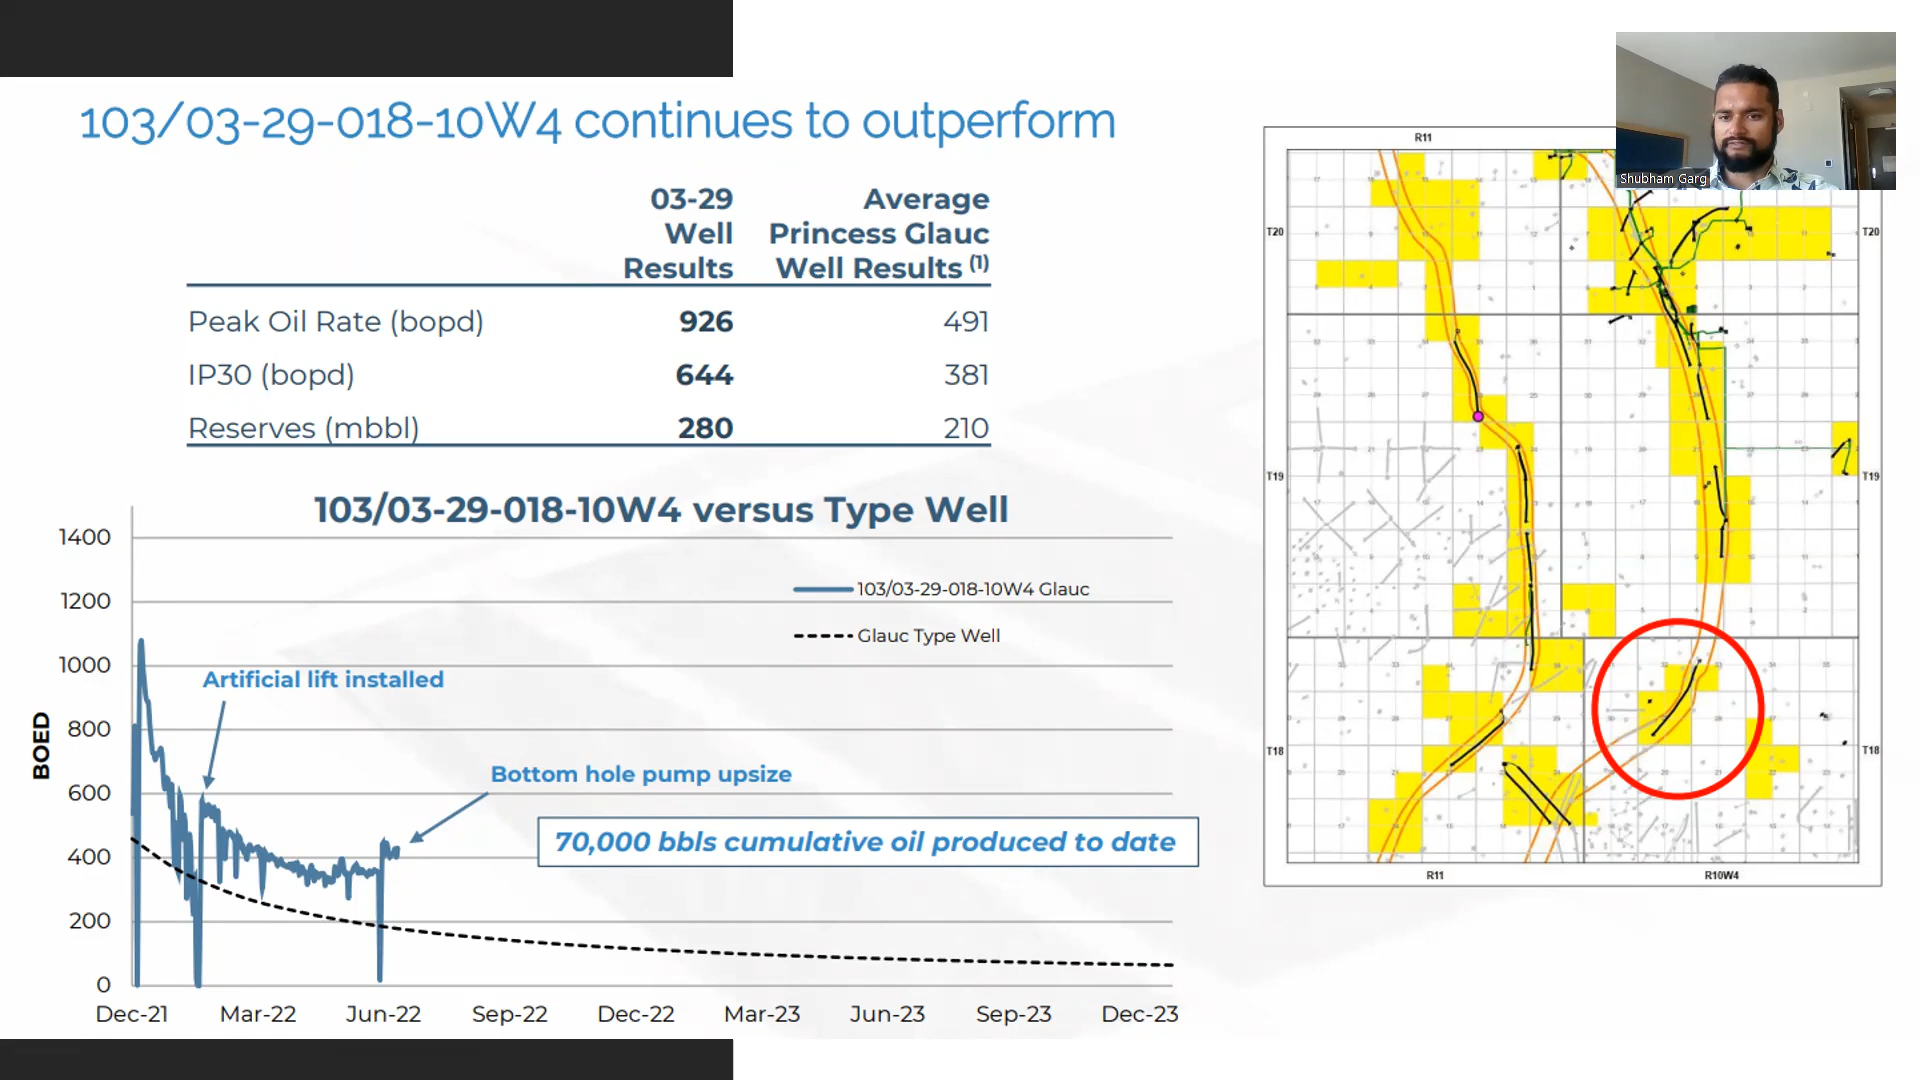 103/03-29-018-10W4 continues to outperform
Shubham Garg
03-29
Well
Results
Average
Princess Glauc
Well Results (1)
Peak Oil Rate (bopd) 926 491
IP30 (bopd) 644 381
Reserves (mbbl) 280 210
103/03-29-018-10W4 versus Type Well
BOED
1400
1200
1000
800
600
400
200
0
103/03-29-018-10W4 Glauc
Glauc Type Well
Artificial lift installed
Bottom hole pump upsize
70,000 bbls cumulative oil produced to date
Dec-21 Mar-22 Jun-22 Sep-22 Dec-22 Mar-23 Jun-23 Sep-23 Dec-23
R11
T20 T20
T19 T19
T18 T18
R11 R10W4